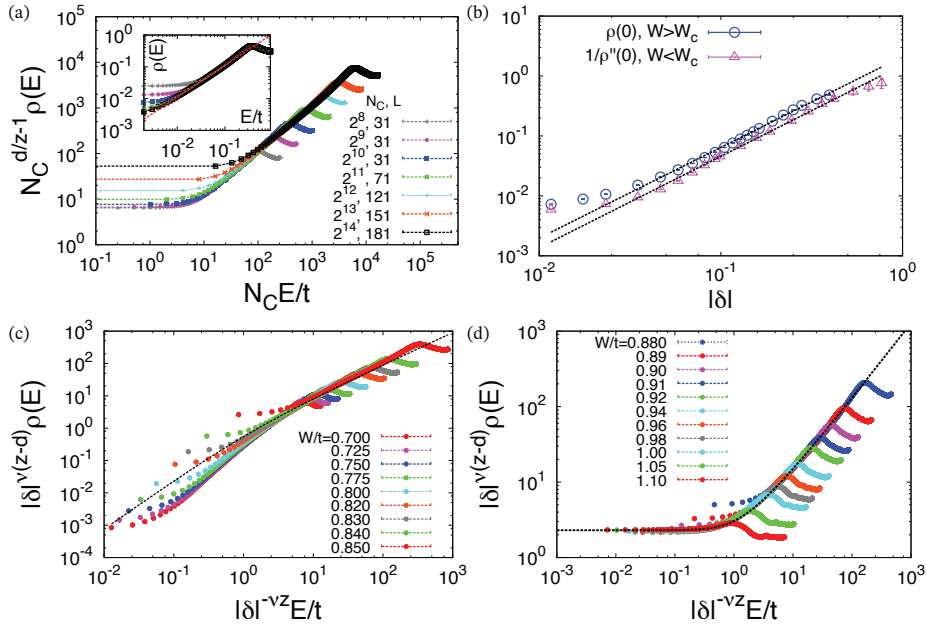 (a)
N_C^{d/z-1} ρ(E)
10^5
10^4
10^3
10^2
10^1
10^0
10^-1 10^0 10^1 10^2 10^3 10^4 10^5
N_C E/t
ρ(E)
10^0
10^-1
10^-2
10^-3
10^-2 10^-1
E/t
N_C, L
2^8, 31
2^9, 31
2^10, 31
2^11, 71
2^12, 121
2^13, 151
2^14, 181
(b)
ρ(0), W>W_c
1/ρ''(0), W<W_c
10^1
10^0
10^-1
10^-2
10^-3
10^-2 10^-1 10^0
|δ|
(c)
|δ|^{ν(z-d)} ρ(E)
10^3
10^2
10^1
10^0
10^-1
10^-2
10^-3
10^-4
10^-2 10^-1 10^0 10^1 10^2 10^3
|δ|^{-νz} E/t
W/t=0.700
0.725
0.750
0.775
0.800
0.820
0.830
0.840
0.850
(d)
|δ|^{ν(z-d)} ρ(E)
10^3
10^2
10^1
10^0
10^-3 10^-2 10^-1 10^0 10^1 10^2 10^3
|δ|^{-νz} E/t
W/t=0.880
0.89
0.90
0.91
0.92
0.94
0.96
0.98
1.00
1.05
1.10